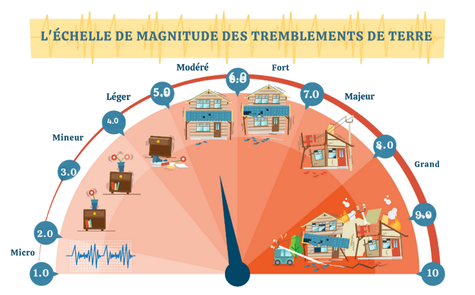 L'ÉCHELLE DE MAGNITUDE DES TREMBLEMENTS DE TERRE
Modéré
Fort
Léger
5.0
6.0
7.0
Majeur
4.0
Mineur
8.0
3.0
Grand
2.0
9.0
Micro
1.0
10